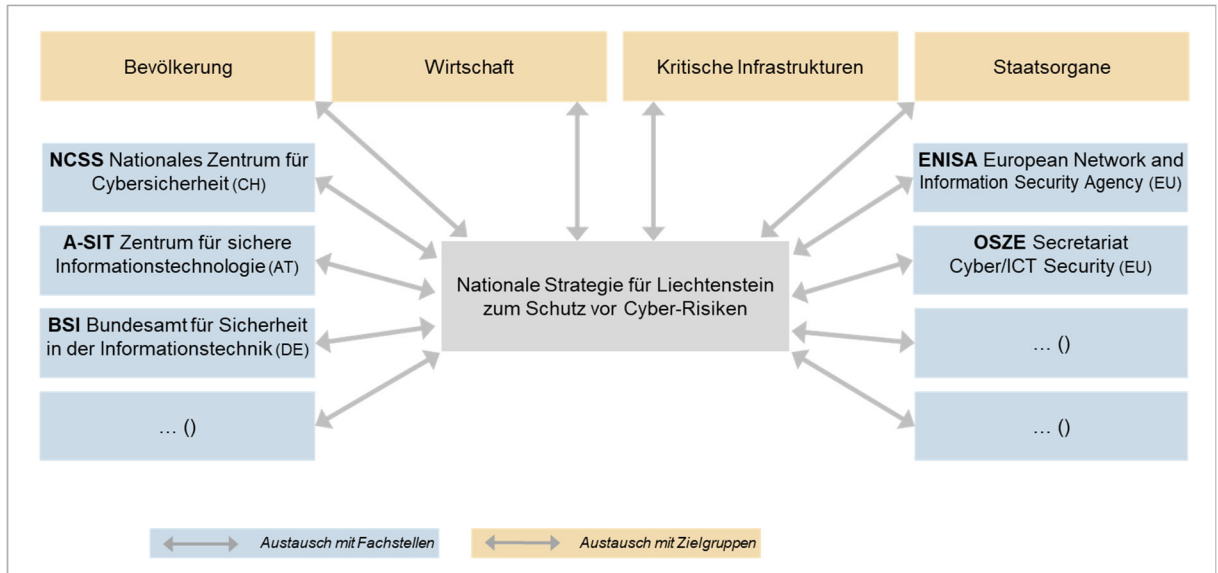 Bevölkerung
Wirtschaft
Kritische Infrastrukturen
Staatsorgane
NCSS Nationales Zentrum für
Cybersicherheit (CH)
A-SIT Zentrum für sichere
Informationstechnologie (AT)
BSI Bundesamt für Sicherheit
in der Informationstechnik (DE)
… ()
Nationale Strategie für Liechtenstein
zum Schutz vor Cyber-Risiken
ENISA European Network and
Information Security Agency (EU)
OSZE Secretariat
Cyber/ICT Security (EU)
… ()
… ()
Austausch mit Fachstellen
Austausch mit Zielgruppen